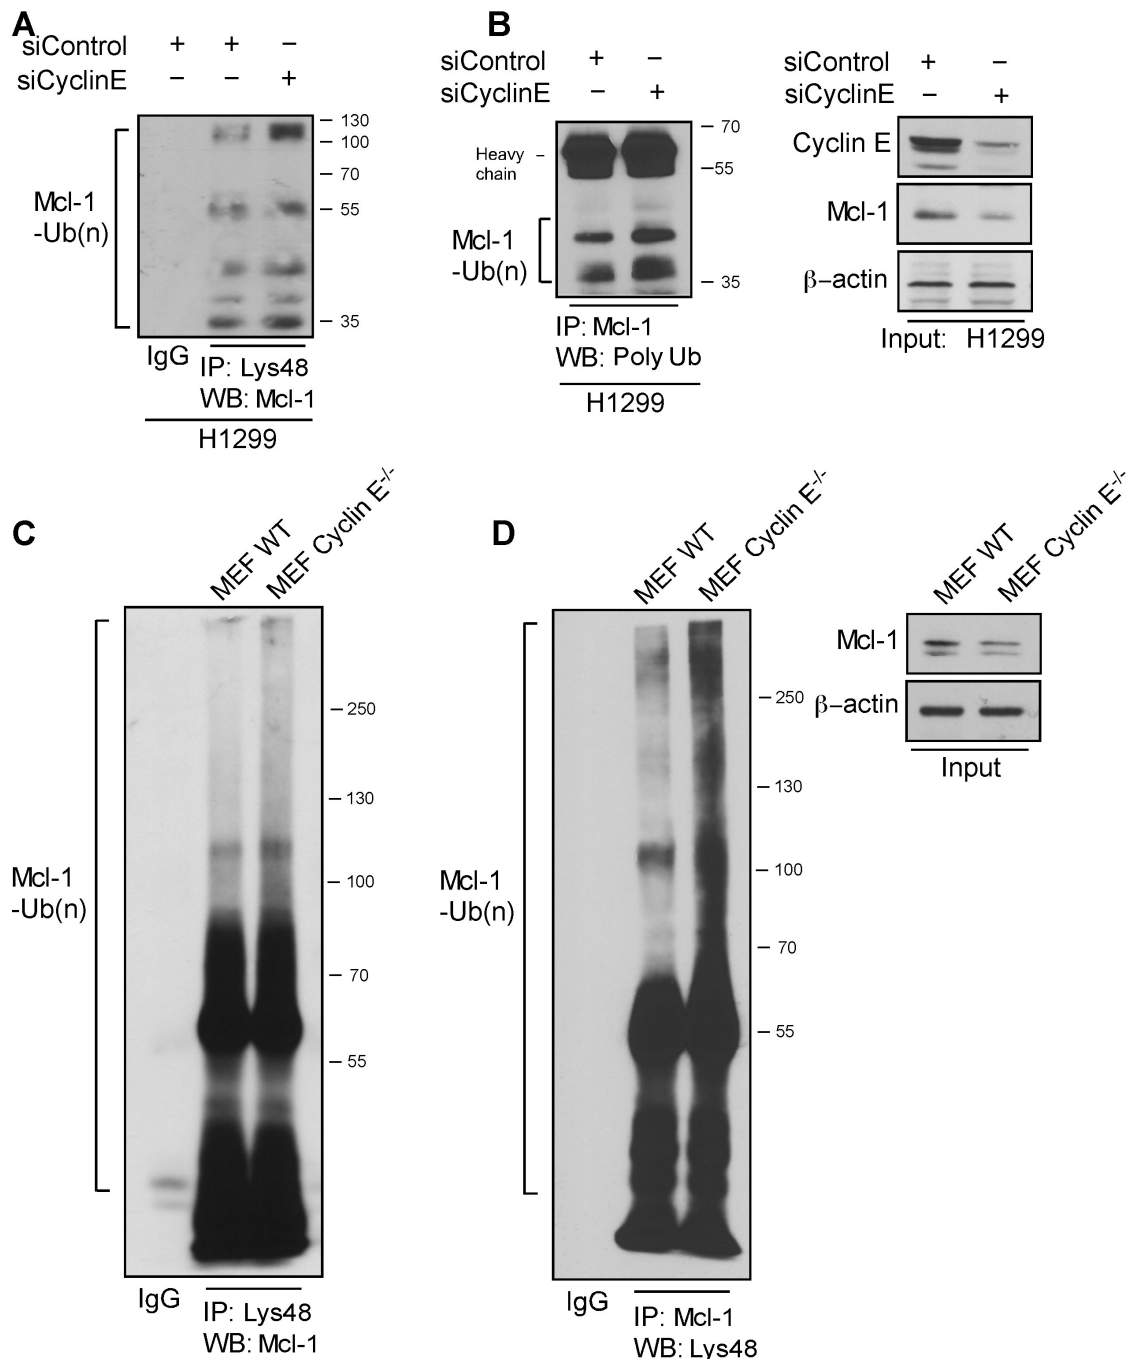 A
siControl + + –
siCyclinE – – +
130
100
70
55
35
Mcl-1
-Ub(n)
IgG
IP: Lys48
WB: Mcl-1
H1299
B
siControl + –
siCyclinE – +
Heavy
chain
70
55
35
Mcl-1
-Ub(n)
IP: Mcl-1
WB: Poly Ub
H1299
siControl + –
siCyclinE – +
Cyclin E
Mcl-1
β–actin
Input: H1299
C
MEF WT
MEF Cyclin E-/-
250
130
100
70
55
Mcl-1
-Ub(n)
IgG
IP: Lys48
WB: Mcl-1
D
MEF WT
MEF Cyclin E-/-
250
130
100
70
55
Mcl-1
-Ub(n)
IgG
IP: Mcl-1
WB: Lys48
MEF WT
MEF Cyclin E-/-
Mcl-1
β–actin
Input